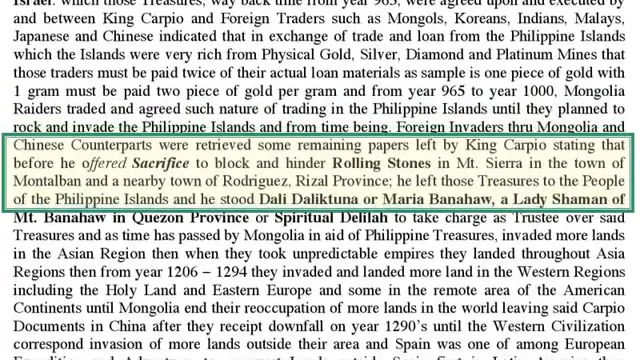 Israel. which those Treasures, way back time from year 965, were agreed upon and executed by
and between King Carpio and Foreign Traders such as Mongols, Koreans, Indians, Malays,
Japanese and Chinese indicated that in exchange of trade and loan from the Philippine Islands
which the Islands were very rich from Physical Gold, Silver, Diamond and Platinum Mines that
those traders must be paid twice of their actual loan materials as sample is one piece of gold with
1 gram must be paid two piece of gold per gram and from year 965 to year 1000, Mongolia
Raiders traded and agreed such nature of trading in the Philippine Islands until they planned to
rock and invade the Philippine Islands and from time being. Foreign Invaders thru Mongolia and
Chinese Counterparts were retrieved some remaining papers left by King Carpio stating that
before he offered Sacrifice to block and hinder Rolling Stones in Mt. Sierra in the town of
Montalban and a nearby town of Rodriguez, Rizal Province; he left those Treasures to the People
of the Philippine Islands and he stood Dali Daliktuna or Maria Banahaw, a Lady Shaman of
Mt. Banahaw in Quezon Province or Spiritual Delilah to take charge as Trustee over said
Treasures and as time has passed by Mongolia in aid of Philippine Treasures, invaded more lands
in the Asian Region then when they took unpredictable empires they landed throughout Asia
Regions then from year 1206 – 1294 they invaded and landed more land in the Western Regions
including the Holy Land and Eastern Europe and some in the remote area of the American
Continents until Mongolia end their reoccupation of more lands in the world leaving said Carpio
Documents in China after they receipt downfall on year 1290's until the Western Civilization
correspond invasion of more lands outside their area and Spain was one of among European